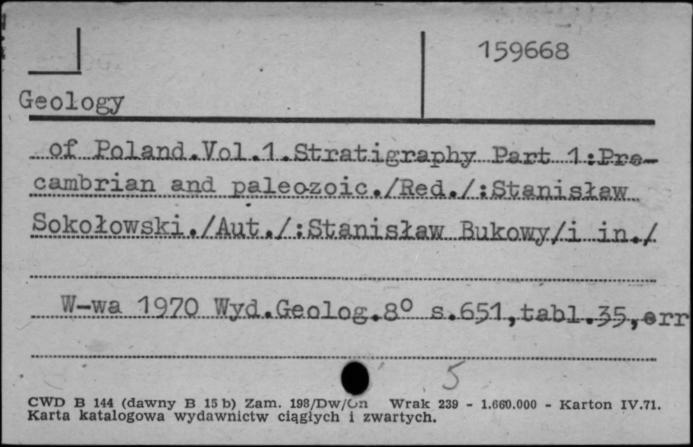 159668
Geology
of Poland.Vol.1.Stratigraphy Part 1:Pre-
cambrian and paleozoic./Red./:Stanisław
Sokołowski./Aut./:Stanisław Bukowy/i in./
W-wa 1970 Wyd.Geolog.8° s.651,tabl.35,err
5
CWD B 144 (dawny B 15 b) Zam. 198/Dw/On Wrak 239 - 1.660.000 - Karton IV.71.
Karta katalogowa wydawnictw ciągłych i zwartych.